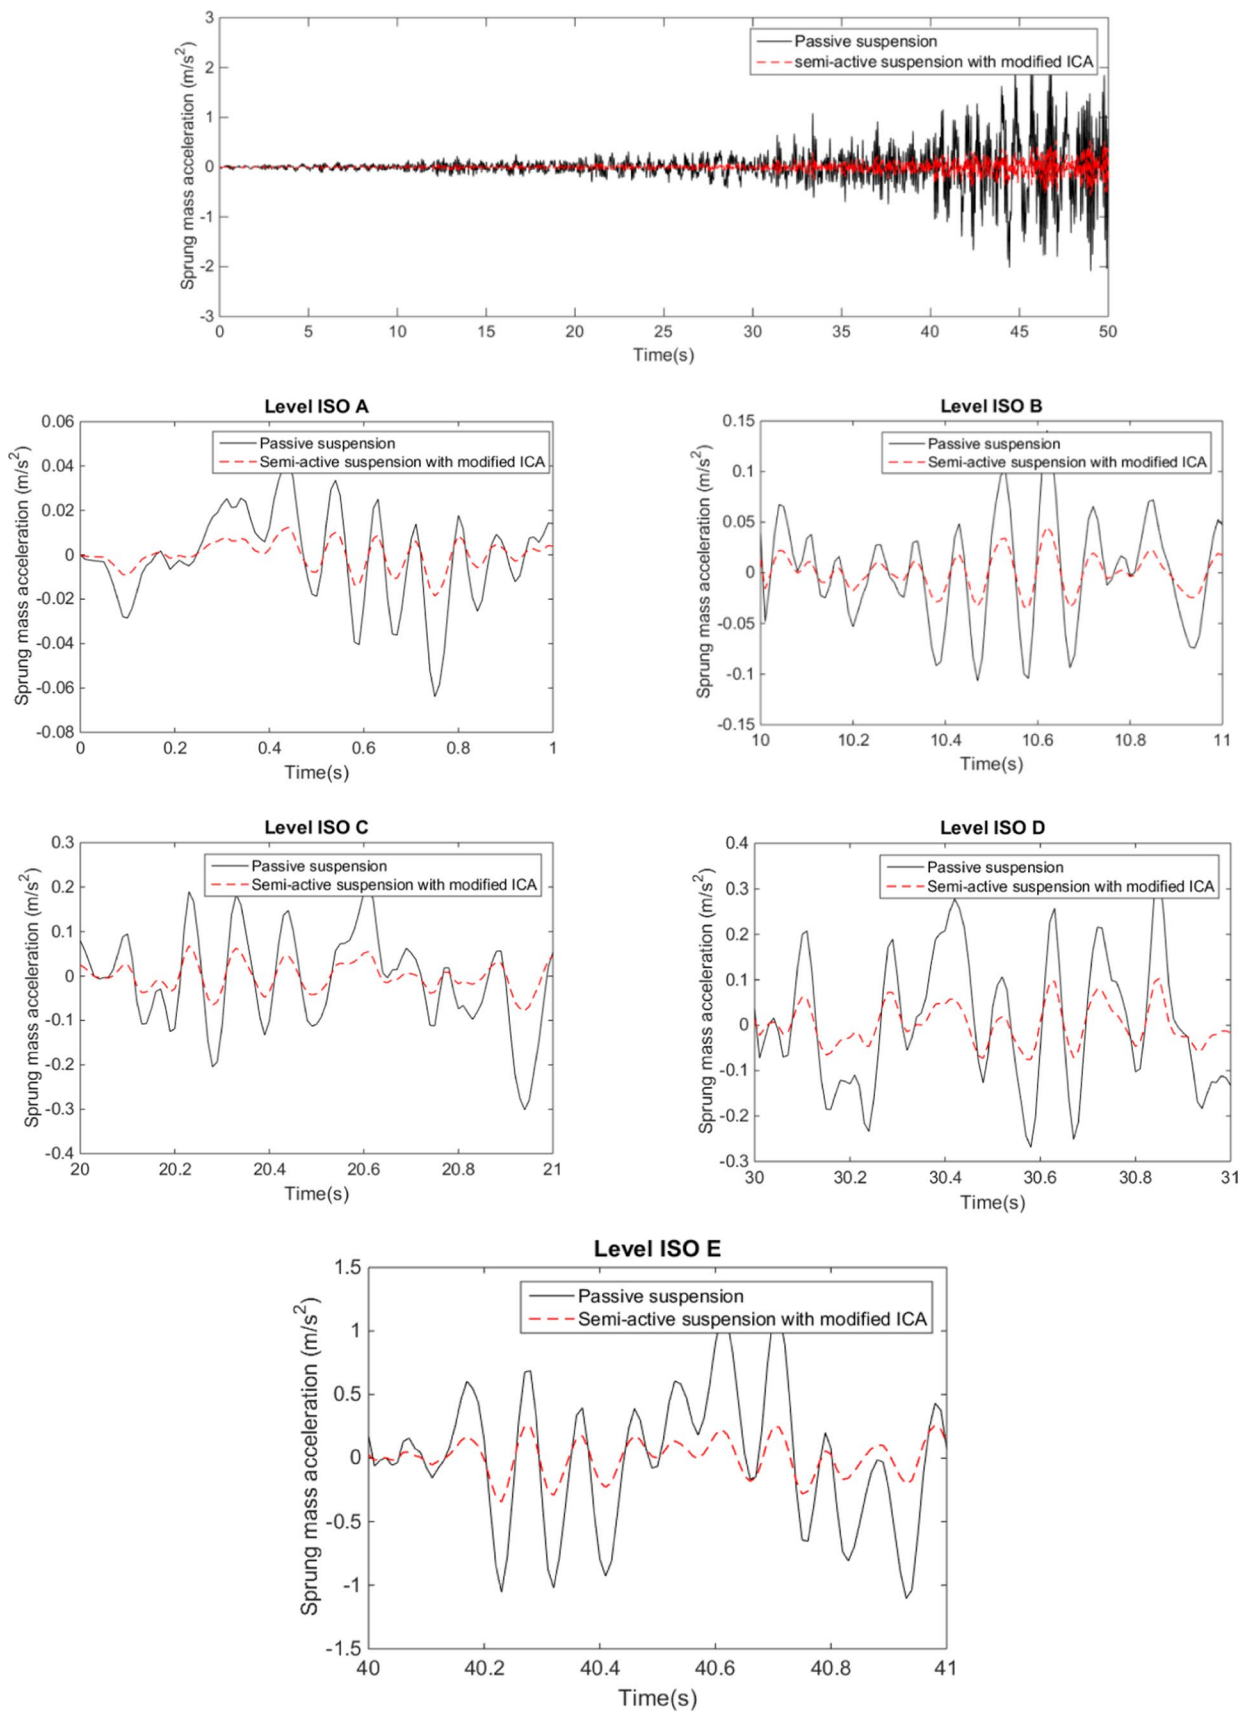 3
2
1
0
-1
-2
-3
Sprung mass acceleration (m/s²)
Passive suspension
semi-active suspension with modified ICA
0 5 10 15 20 25 30 35 40 45 50
Time(s)
Level ISO A
0.06
0.04
0.02
0
-0.02
-0.04
-0.06
-0.08
Sprung mass acceleration (m/s²)
Passive suspension
Semi-active suspension with modified ICA
0 0.2 0.4 0.6 0.8 1
Time(s)
Level ISO B
0.15
0.1
0.05
0
-0.05
-0.1
-0.15
Sprung mass acceleration (m/s²)
Passive suspension
Semi-active suspension with modified ICA
10 10.2 10.4 10.6 10.8 11
Time(s)
Level ISO C
0.3
0.2
0.1
0
-0.1
-0.2
-0.3
-0.4
Sprung mass acceleration (m/s²)
Passive suspension
Semi-active suspension with modified ICA
20 20.2 20.4 20.6 20.8 21
Time(s)
Level ISO D
0.4
0.3
0.2
0.1
0
-0.1
-0.2
-0.3
Sprung mass acceleration (m/s²)
Passive suspension
Semi-active suspension with modified ICA
30 30.2 30.4 30.6 30.8 31
Time(s)
Level ISO E
1.5
1
0.5
0
-0.5
-1
-1.5
Sprung mass acceleration (m/s²)
Passive suspension
Semi-active suspension with modified ICA
40 40.2 40.4 40.6 40.8 41
Time(s)